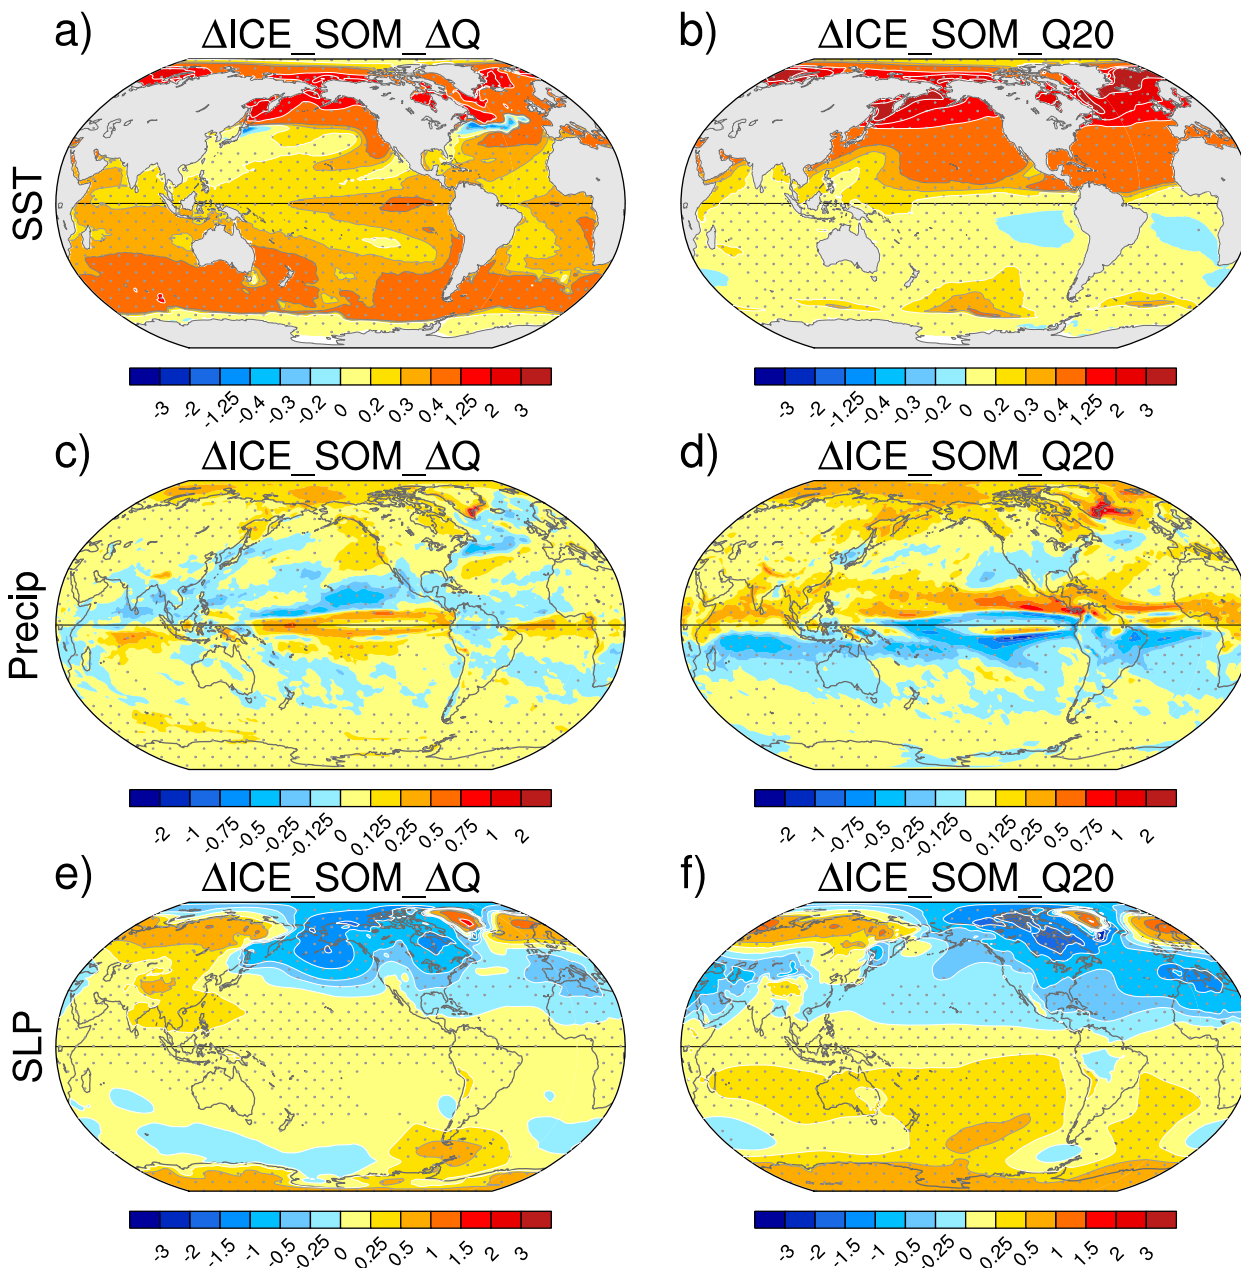 a) ΔICE_SOM_ΔQ
b) ΔICE_SOM_Q20
SST
-3 -2 -1.25 -0.4 -0.3 -0.2 0 0.2 0.3 0.4 1.25 2 3
-3 -2 -1.25 -0.4 -0.3 -0.2 0 0.2 0.3 0.4 1.25 2 3
c) ΔICE_SOM_ΔQ
d) ΔICE_SOM_Q20
Precip
-2 -1 -0.75 -0.5 -0.25 -0.125 0 0.125 0.25 0.5 0.75 1 2
-2 -1 -0.75 -0.5 -0.25 -0.125 0 0.125 0.25 0.5 0.75 1 2
e) ΔICE_SOM_ΔQ
f) ΔICE_SOM_Q20
SLP
-3 -2 -1.5 -1 -0.5 -0.25 0 0.25 0.5 1 1.5 2 3
-3 -2 -1.5 -1 -0.5 -0.25 0 0.25 0.5 1 1.5 2 3